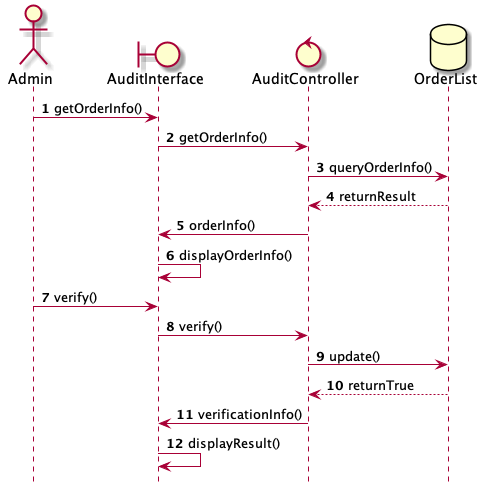 Admin
AuditInterface
AuditController
OrderList
1 getOrderInfo()
2 getOrderInfo()
3 queryOrderInfo()
4 returnResult
5 orderInfo()
6 displayOrderInfo()
7 verify()
8 verify()
9 update()
10 returnTrue
11 verificationInfo()
12 displayResult()